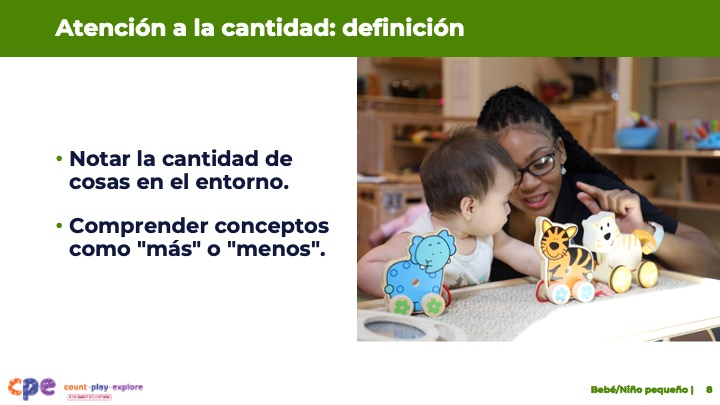 Atención a la cantidad: definición
• Notar la cantidad de
cosas en el entorno.
• Comprender conceptos
como "más" o "menos".
cpe count-play-explore
Bebé/Niño pequeño | 8